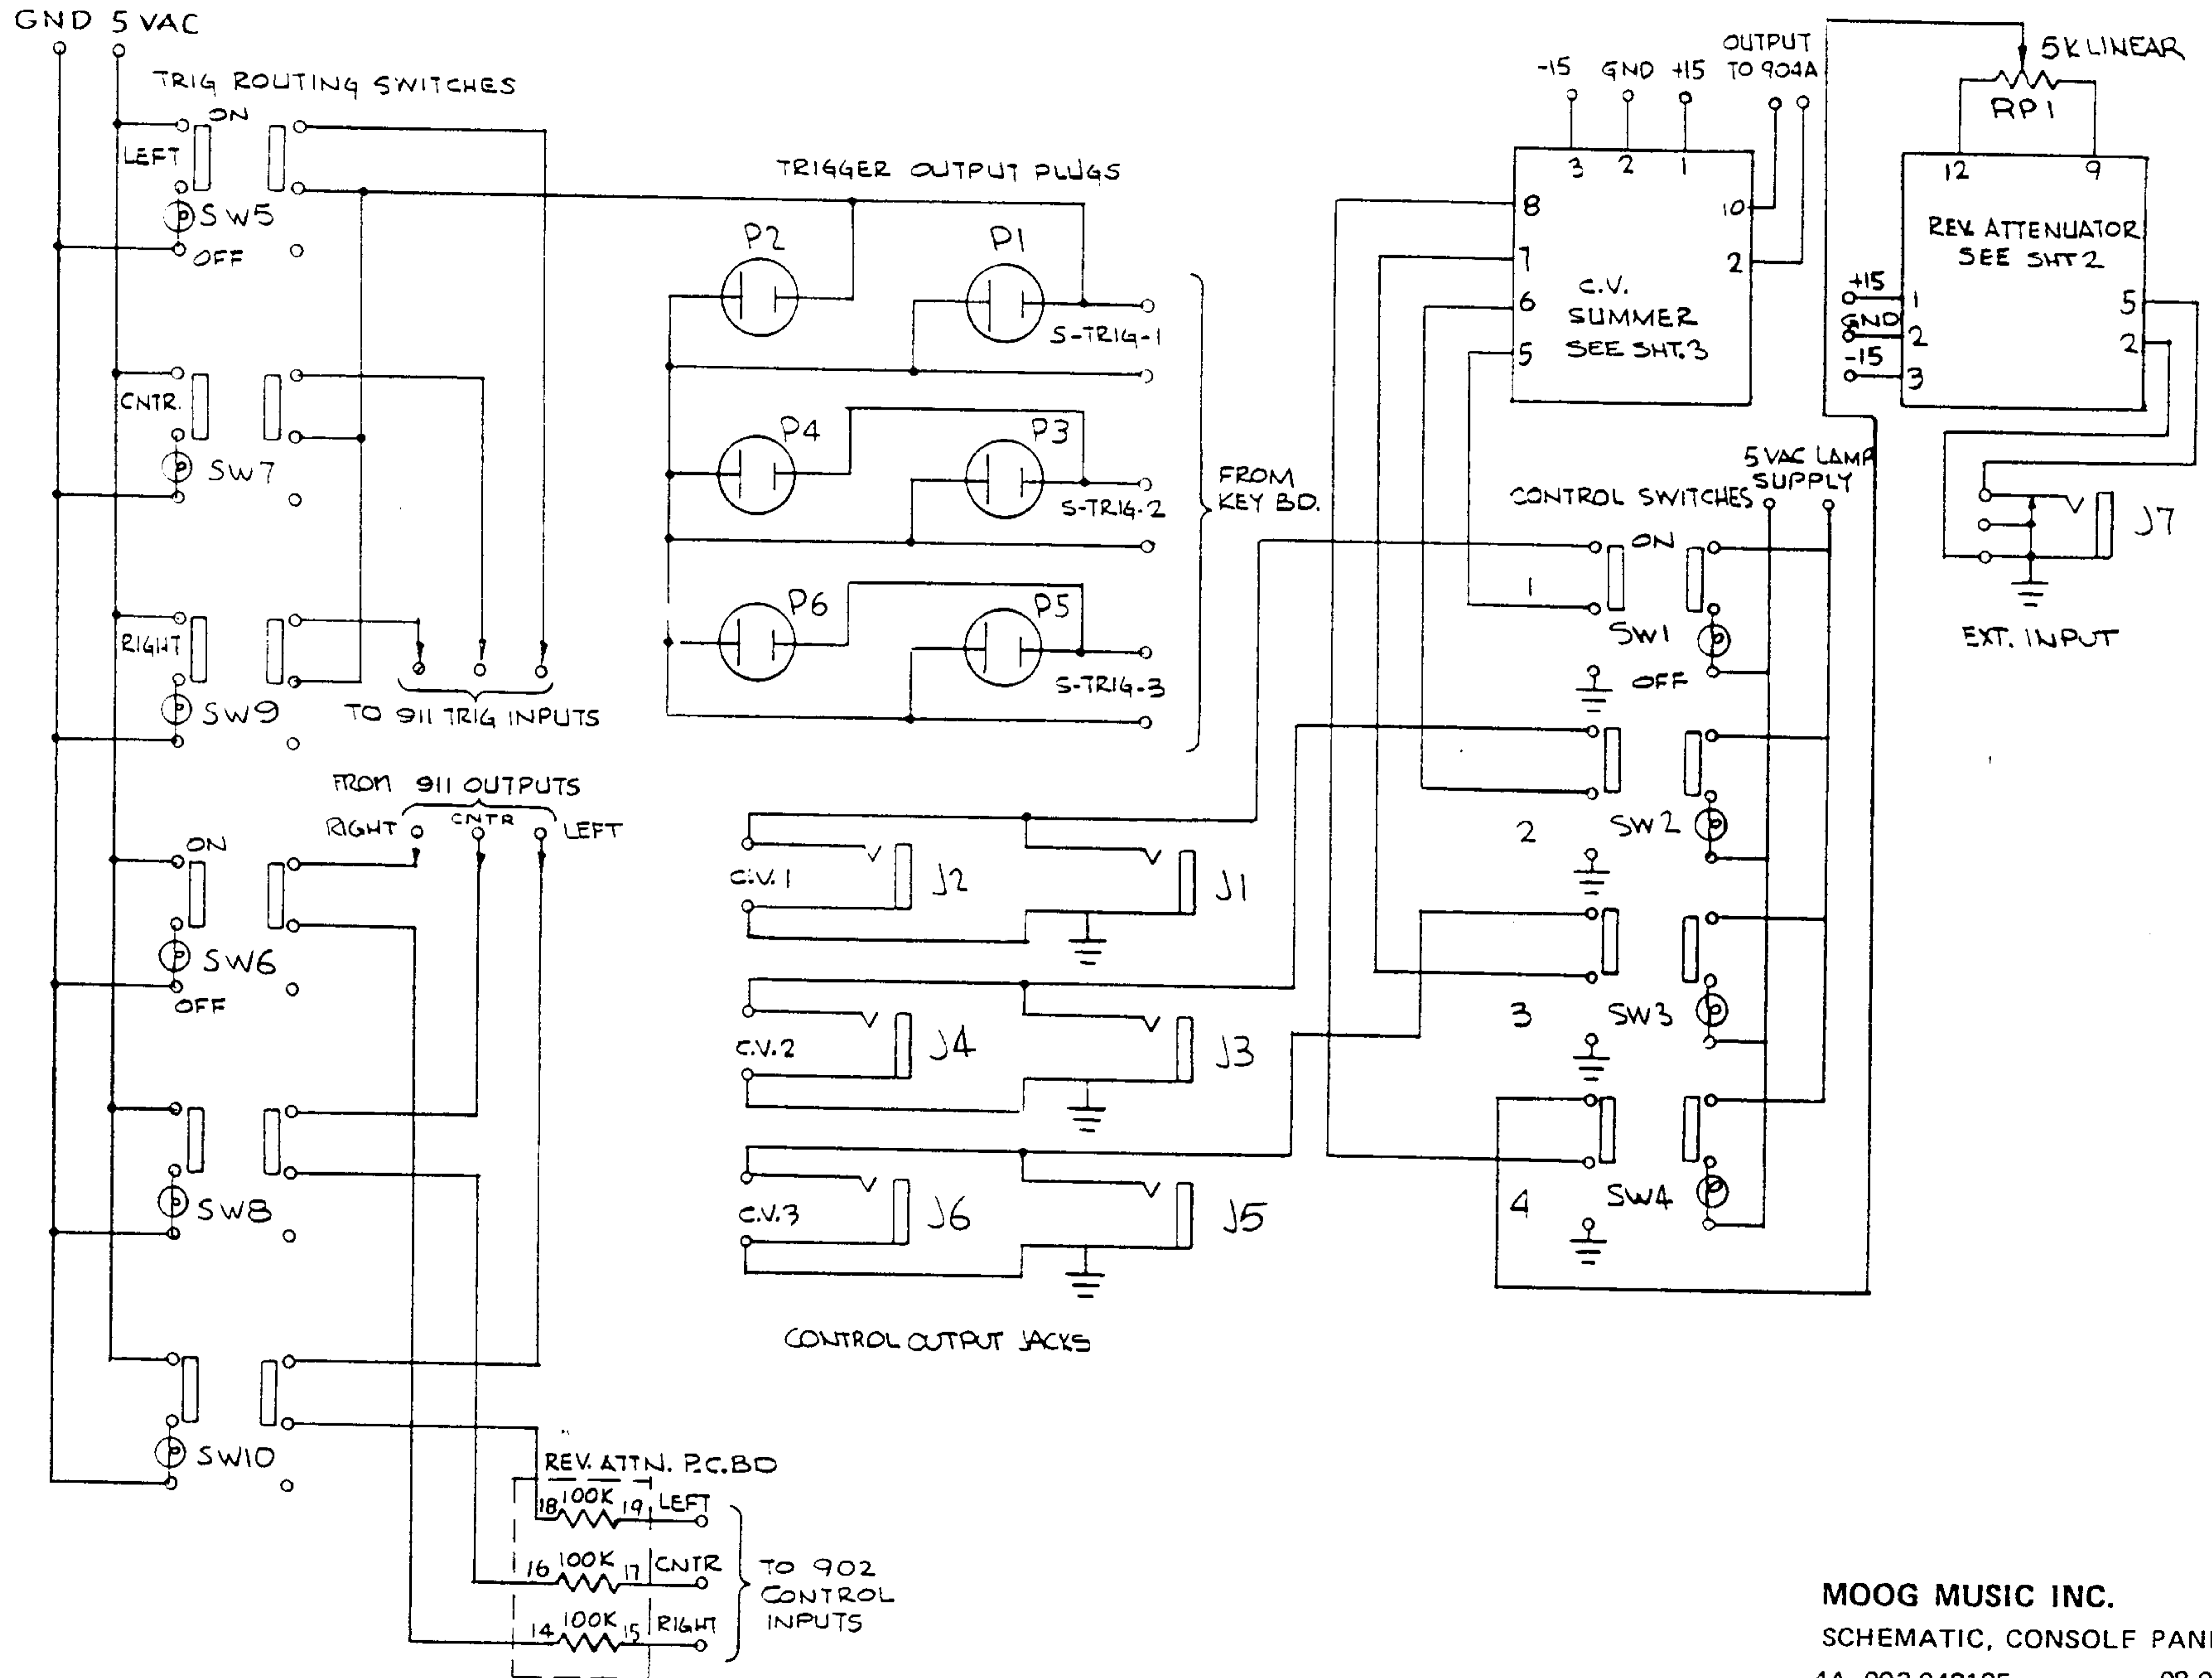 GND 5 VAC
TRIG ROUTING SWITCHES
ON
LEFT
SW5
OFF
CNTR.
SW7
RIGHT
SW9
TO 911 TRIG INPUTS
FROM 911 OUTPUTS
RIGHT
CNTR
LEFT
ON
SW6
OFF
SW8
SW10
REV. ATTN. P.C.BD
18 100K 19 LEFT
16 100K 17 CNTR
14 100K 15 RIGHT
TO 902
CONTROL
INPUTS
TRIGGER OUTPUT PLUGS
P2
P1
S-TRIG-1
P4
P3
S-TRIG-2
P6
P5
S-TRIG-3
FROM
KEY BD.
C.V.1
J2
J1
C.V.2
J4
J3
C.V.3
J6
J5
CONTROL OUTPUT JACKS
-15 GND +15
OUTPUT
TO 904A
3 2 1
8
7
6
5
10
2
C.V.
SUMMER
SEE SHT.3
5K LINEAR
RP1
12 9
REV. ATTENUATOR
SEE SHT 2
+15
1
GND
2
-15
3
5
2
J7
EXT. INPUT
5 VAC LAMP
SUPPLY
CONTROL SWITCHES
ON
1
SW1
OFF
2
SW2
3
SW3
4
SW4
MOOG MUSIC INC.
SCHEMATIC, CONSOLE